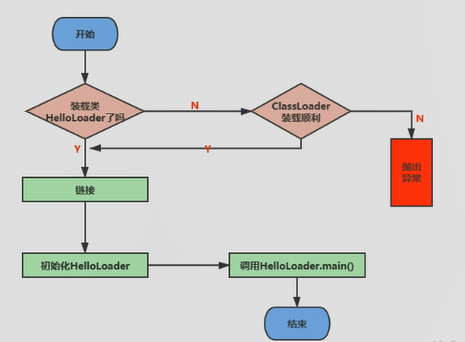 开始
装载类
HelloLoader了吗
N
ClassLoader
装载顺利
N
Y
Y
抛出
异常
链接
初始化HelloLoader
调用HelloLoader.main()
结束